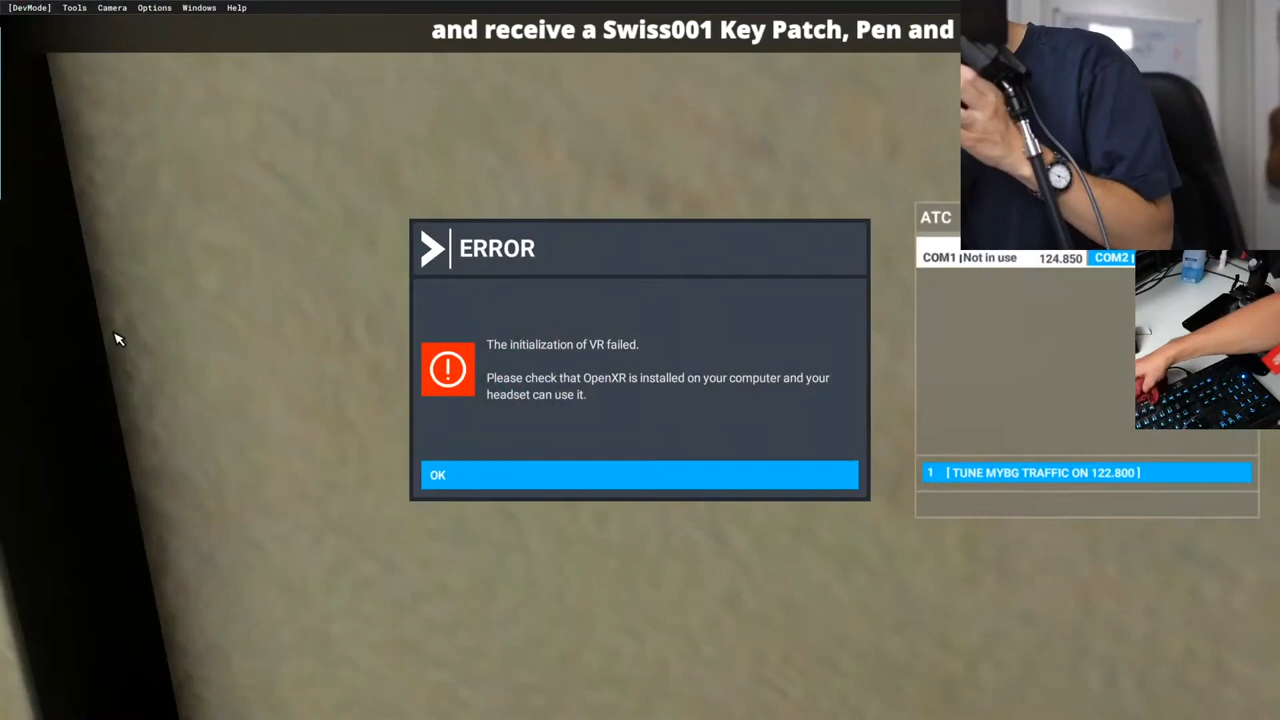 [DevMode] Tools Camera Options Windows Help
and receive a Swiss001 Key Patch, Pen and
ERROR
The initialization of VR failed.
Please check that OpenXR is installed on your computer and your
headset can use it.
OK
ATC
COM1 Not in use 124.850 COM2
1 [ TUNE MYBG TRAFFIC ON 122.800 ]